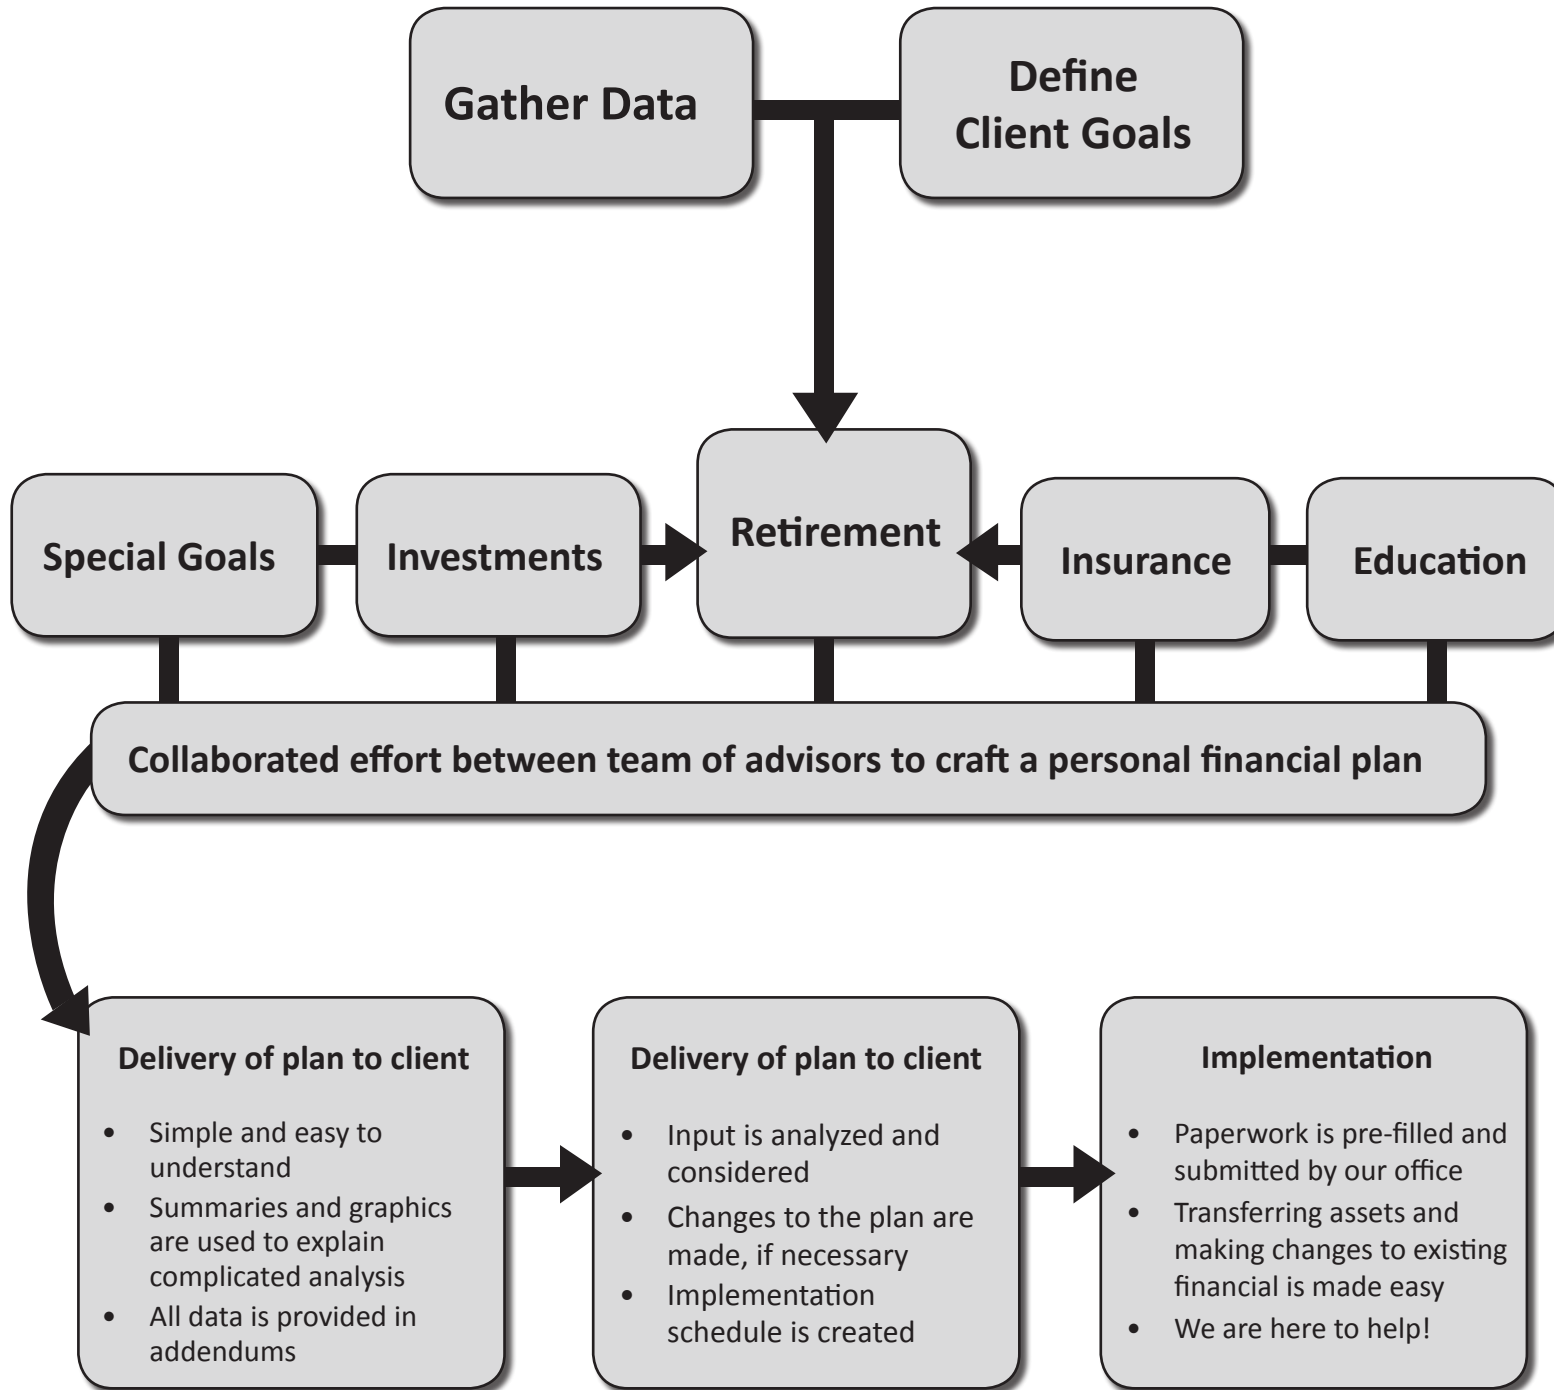 Gather Data
Define
Client Goals
Special Goals
Investments
Retirement
Insurance
Education
Collaborated effort between team of advisors to craft a personal financial plan
Delivery of plan to client
• Simple and easy to
understand
• Summaries and graphics
are used to explain
complicated analysis
• All data is provided in
addendums
Delivery of plan to client
• Input is analyzed and
considered
• Changes to the plan are
made, if necessary
• Implementation
schedule is created
Implementation
• Paperwork is pre-filled and
submitted by our office
• Transferring assets and
making changes to existing
financial is made easy
• We are here to help!